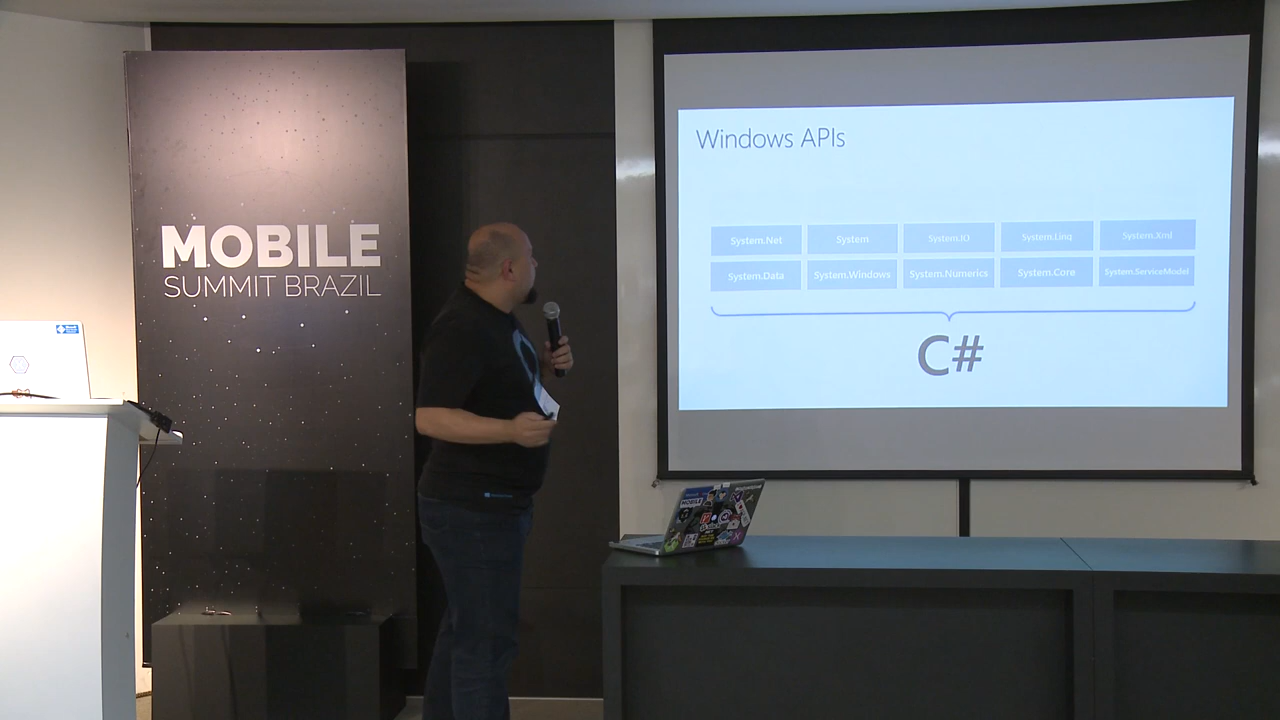 MOBILE
SUMMIT BRAZIL
Windows APIs
System.Net
System
System.IO
System.Linq
System.Xml
System.Data
System.Windows
System.Numerics
System.Core
System.ServiceModel
C#